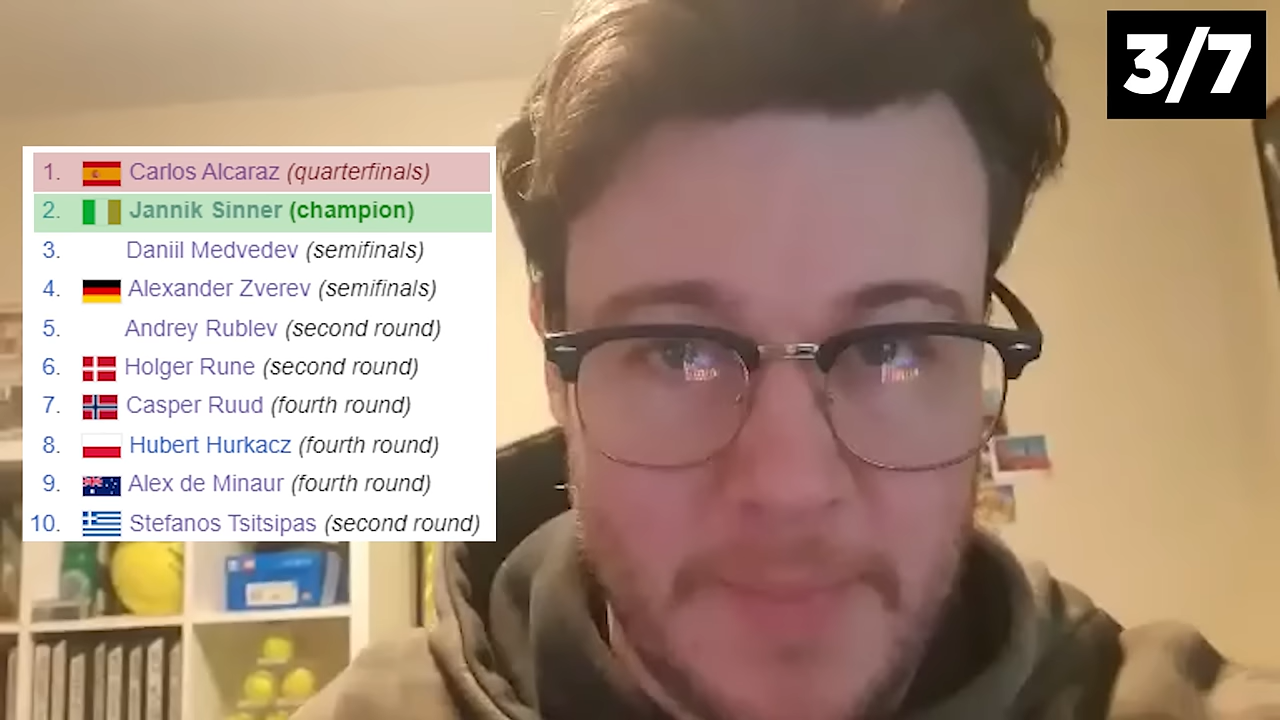 3/7
1. Carlos Alcaraz (quarterfinals)
2. Jannik Sinner (champion)
3. Daniil Medvedev (semifinals)
4. Alexander Zverev (semifinals)
5. Andrey Rublev (second round)
6. Holger Rune (second round)
7. Casper Ruud (fourth round)
8. Hubert Hurkacz (fourth round)
9. Alex de Minaur (fourth round)
10. Stefanos Tsitsipas (second round)